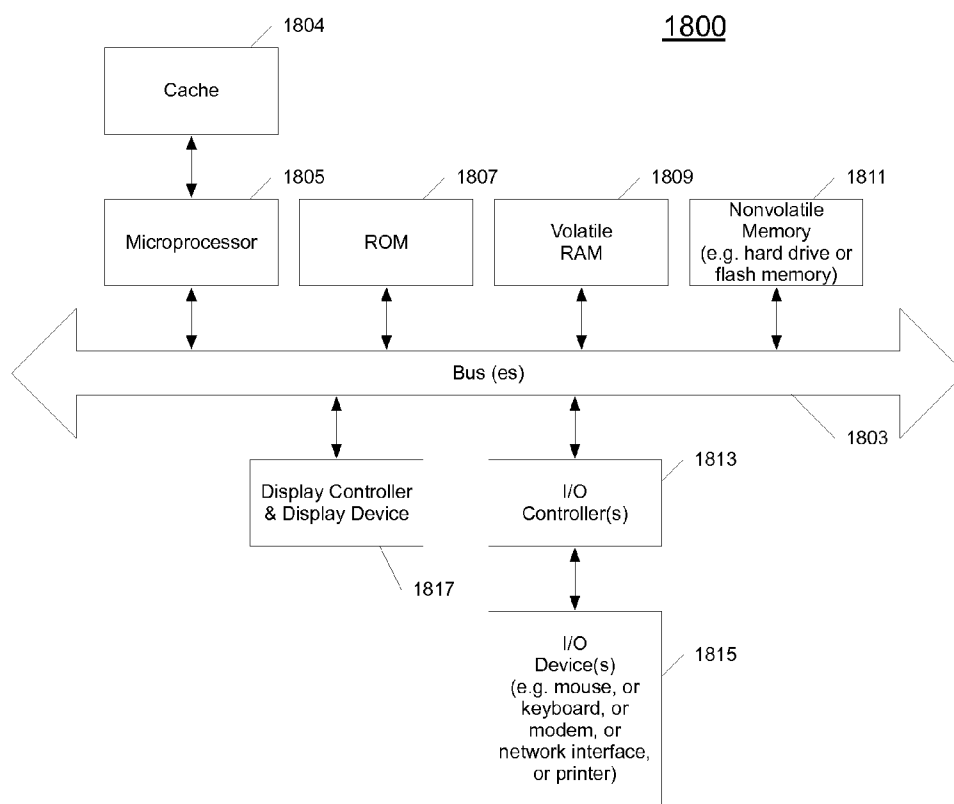 1804
1800
Cache
1805
1807
1809
1811
Microprocessor
ROM
Volatile
RAM
Nonvolatile
Memory
(e.g. hard drive or
flash memory)
Bus (es)
1803
1813
Display Controller
& Display Device
I/O
Controller(s)
1817
1815
I/O
Device(s)
(e.g. mouse, or
keyboard, or
modem, or
network interface,
or printer)